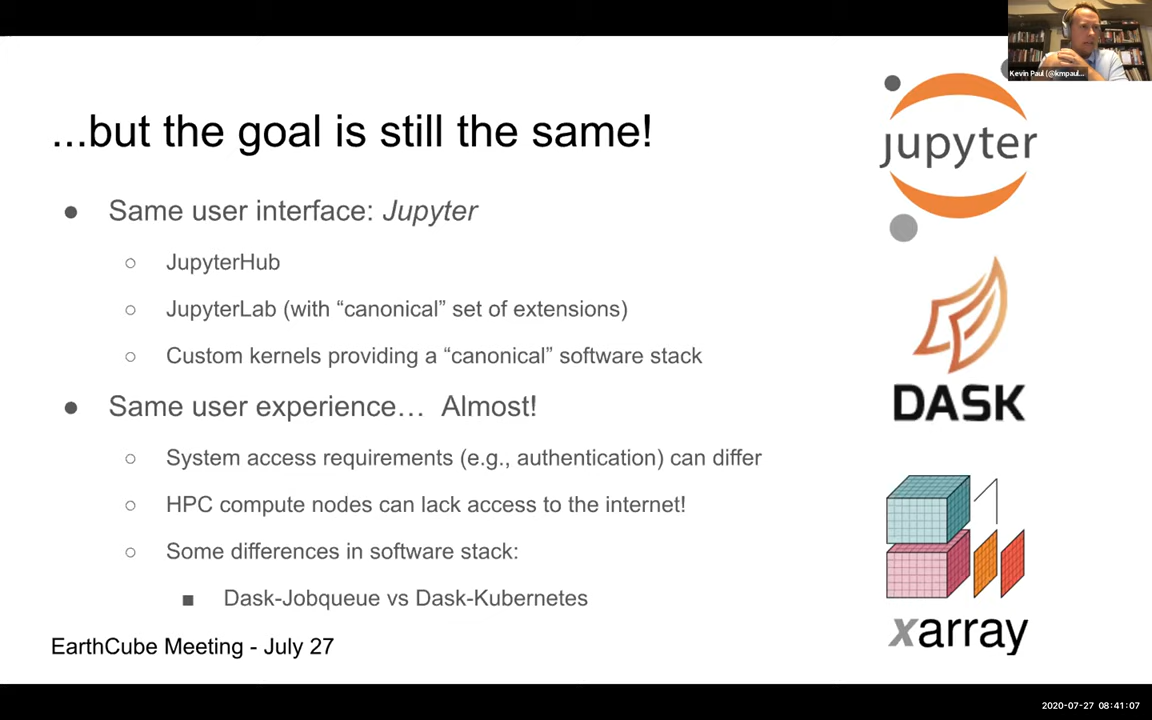 Kevin Paul (@kmpaul...
...but the goal is still the same!
jupyter
● Same user interface: Jupyter
○ JupyterHub
○ JupyterLab (with “canonical” set of extensions)
○ Custom kernels providing a “canonical” software stack
DASK
● Same user experience… Almost!
○ System access requirements (e.g., authentication) can differ
○ HPC compute nodes can lack access to the internet!
○ Some differences in software stack:
■ Dask-Jobqueue vs Dask-Kubernetes
xarray
EarthCube Meeting - July 27
2020-07-27 08:41:07